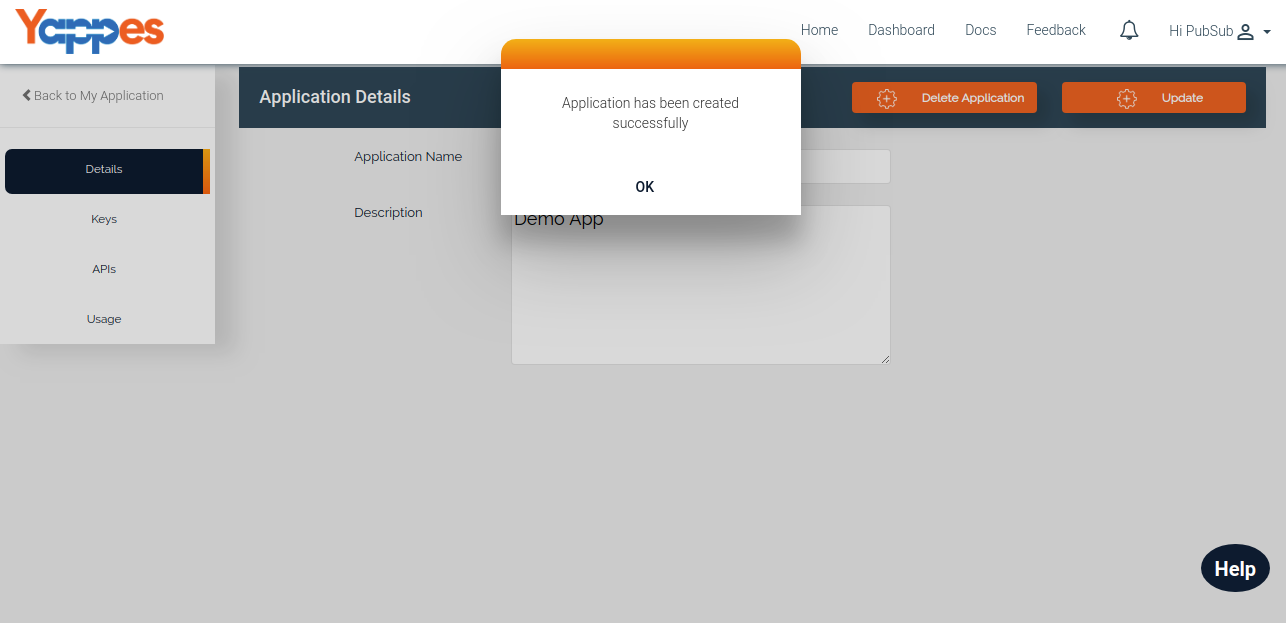 Yappes
Home Dashboard Docs Feedback Hi PubSub
Back to My Application
Application Details
Delete Application
Update
Application has been created
successfully
OK
Details
Keys
APIs
Usage
Application Name
Description
Demo App
Help